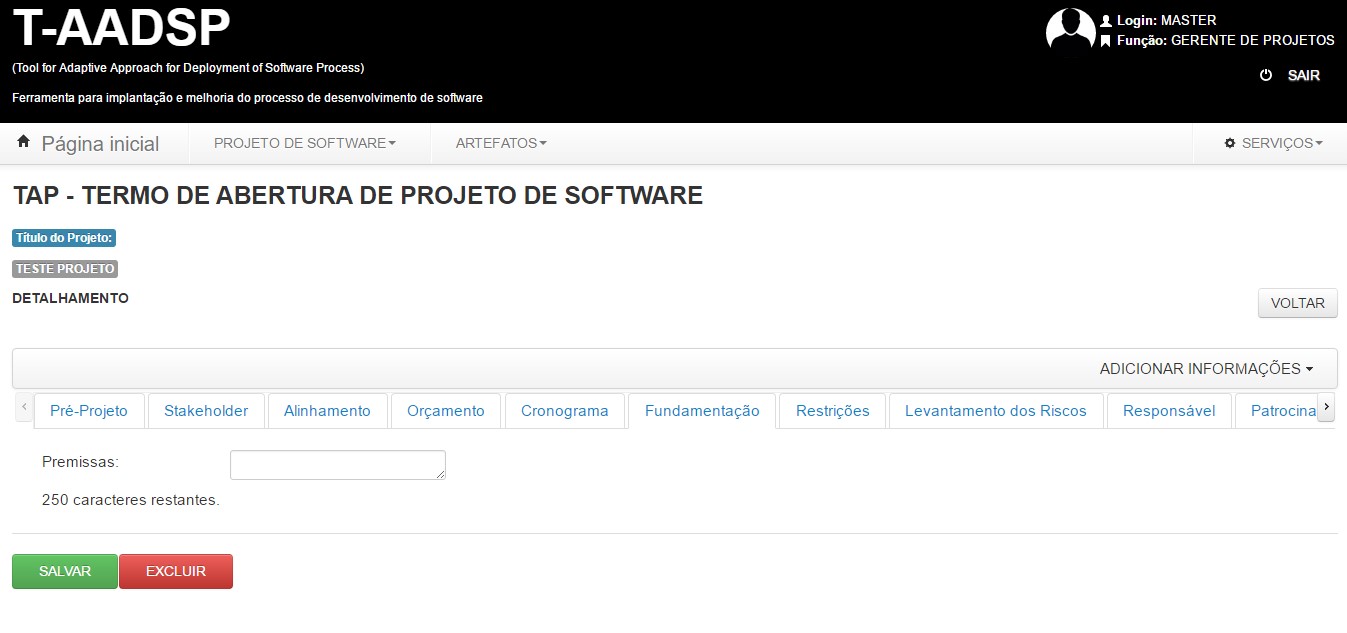 T-AADSP
(Tool for Adaptive Approach for Deployment of Software Process)
Ferramenta para implantação e melhoria do processo de desenvolvimento de software
Login: MASTER
Função: GERENTE DE PROJETOS
SAIR
Página inicial PROJETO DE SOFTWARE ARTEFATOS SERVIÇOS
TAP - TERMO DE ABERTURA DE PROJETO DE SOFTWARE
Título do Projeto:
TESTE PROJETO
DETALHAMENTO
VOLTAR
ADICIONAR INFORMAÇÕES
Pré-Projeto Stakeholder Alinhamento Orçamento Cronograma Fundamentação Restrições Levantamento dos Riscos Responsável Patrocina
Premissas:
250 caracteres restantes.
SALVAR EXCLUIR